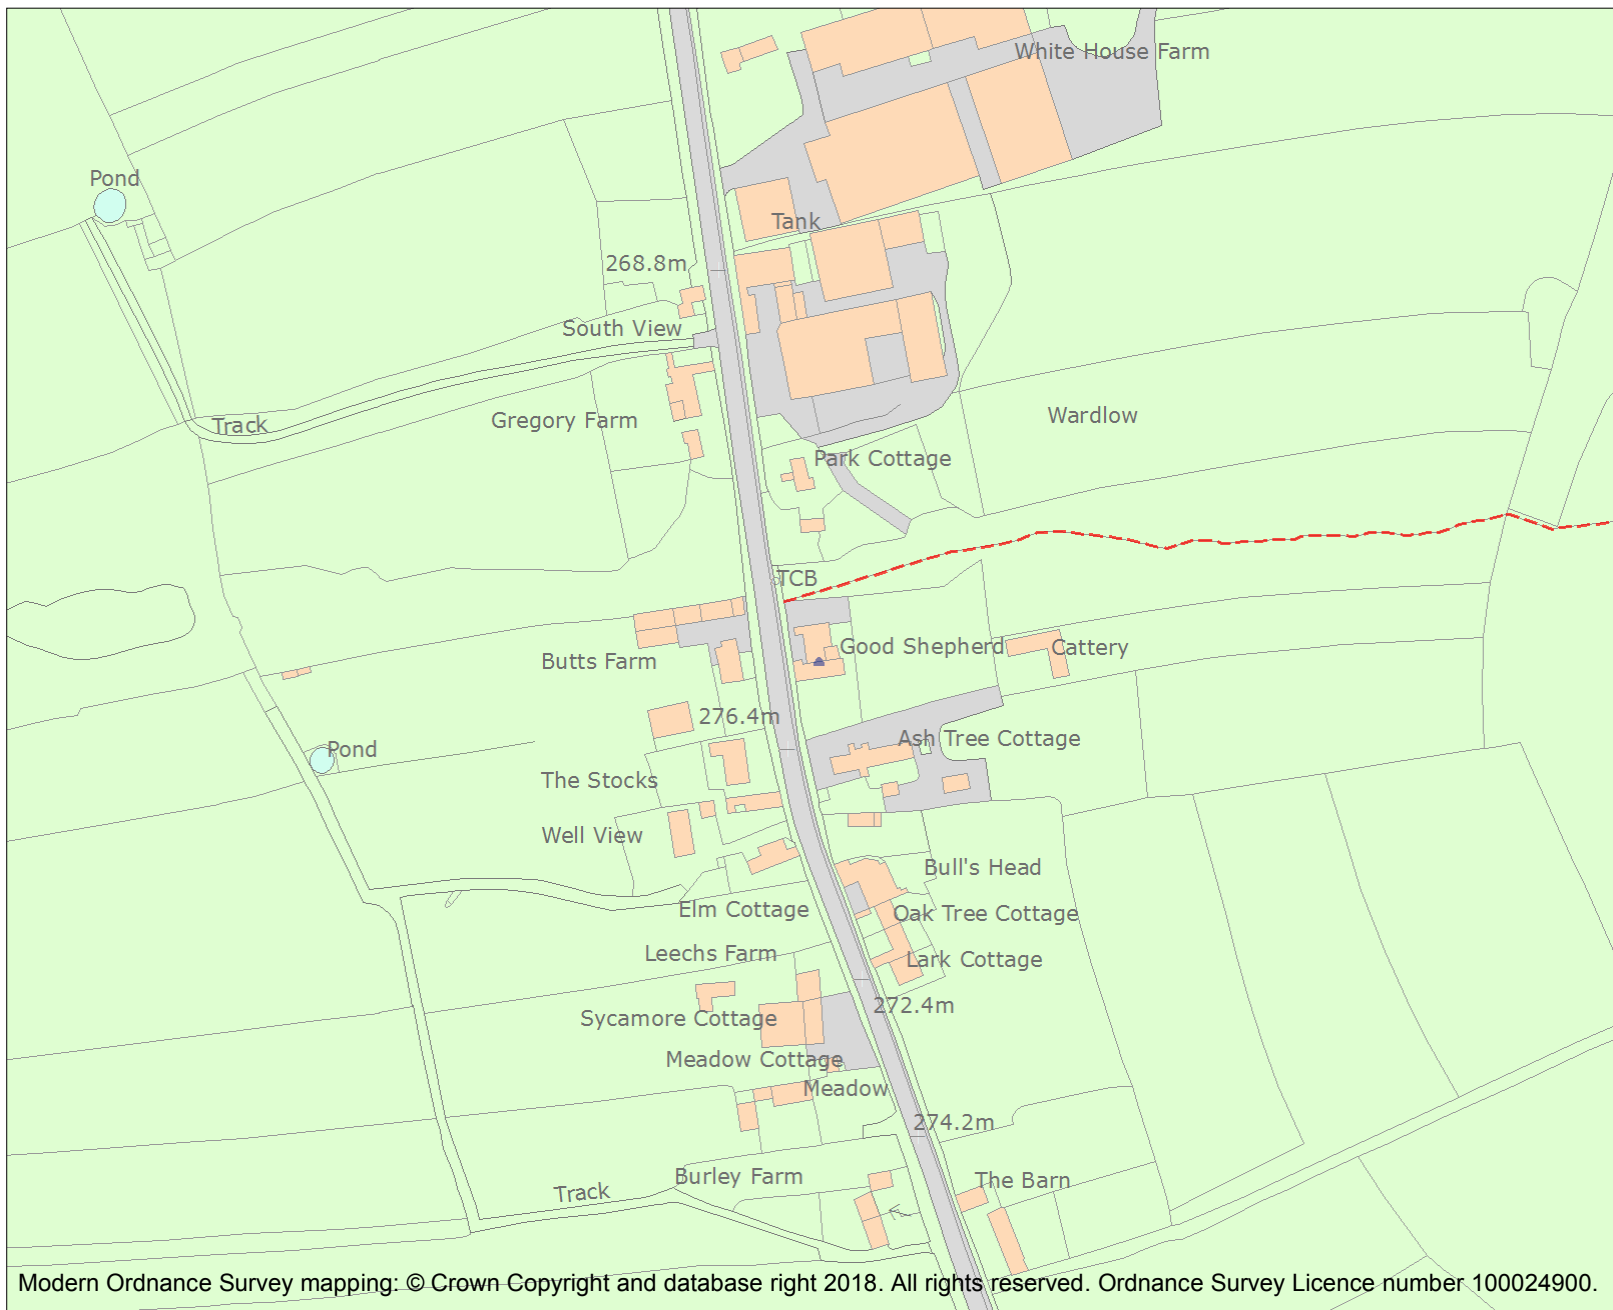 White House Farm
Pond
Tank
268.8m
South View
Wardlow
Gregory Farm
Track
Park Cottage
TCB
Good Shepherd
Cattery
Butts Farm
276.4m
Ash Tree Cottage
Pond
The Stocks
Well View
Bull's Head
Elm Cottage
Oak Tree Cottage
Leechs Farm
Lark Cottage
272.4m
Sycamore Cottage
Meadow Cottage
Meadow
274.2m
Burley Farm
The Barn
Track
Modern Ordnance Survey mapping: © Crown Copyright and database right 2018. All rights reserved. Ordnance Survey Licence number 100024900.